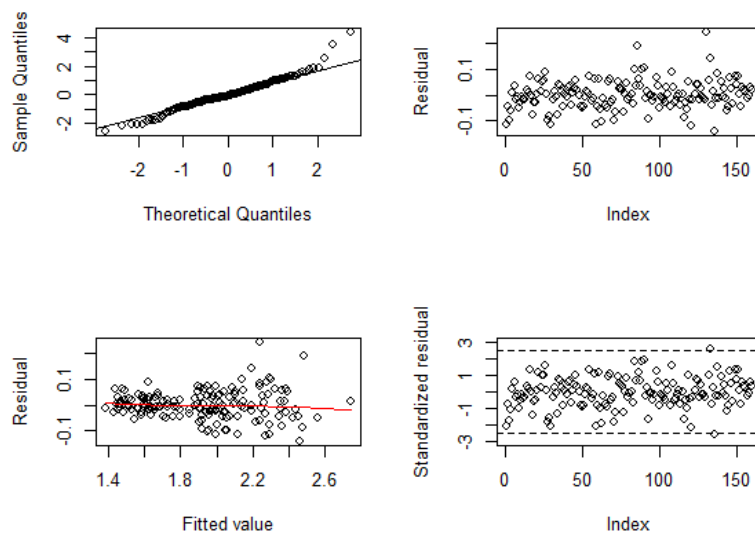 Sample Quantiles
-2 0 2 4
-2 -1 0 1 2
Theoretical Quantiles
Residual
-0.1 0.1
0 50 100 150
Index
Residual
-0.1 0.1
1.4 1.8 2.2 2.6
Fitted value
Standardized residual
-3 -1 1 3
0 50 100 150
Index